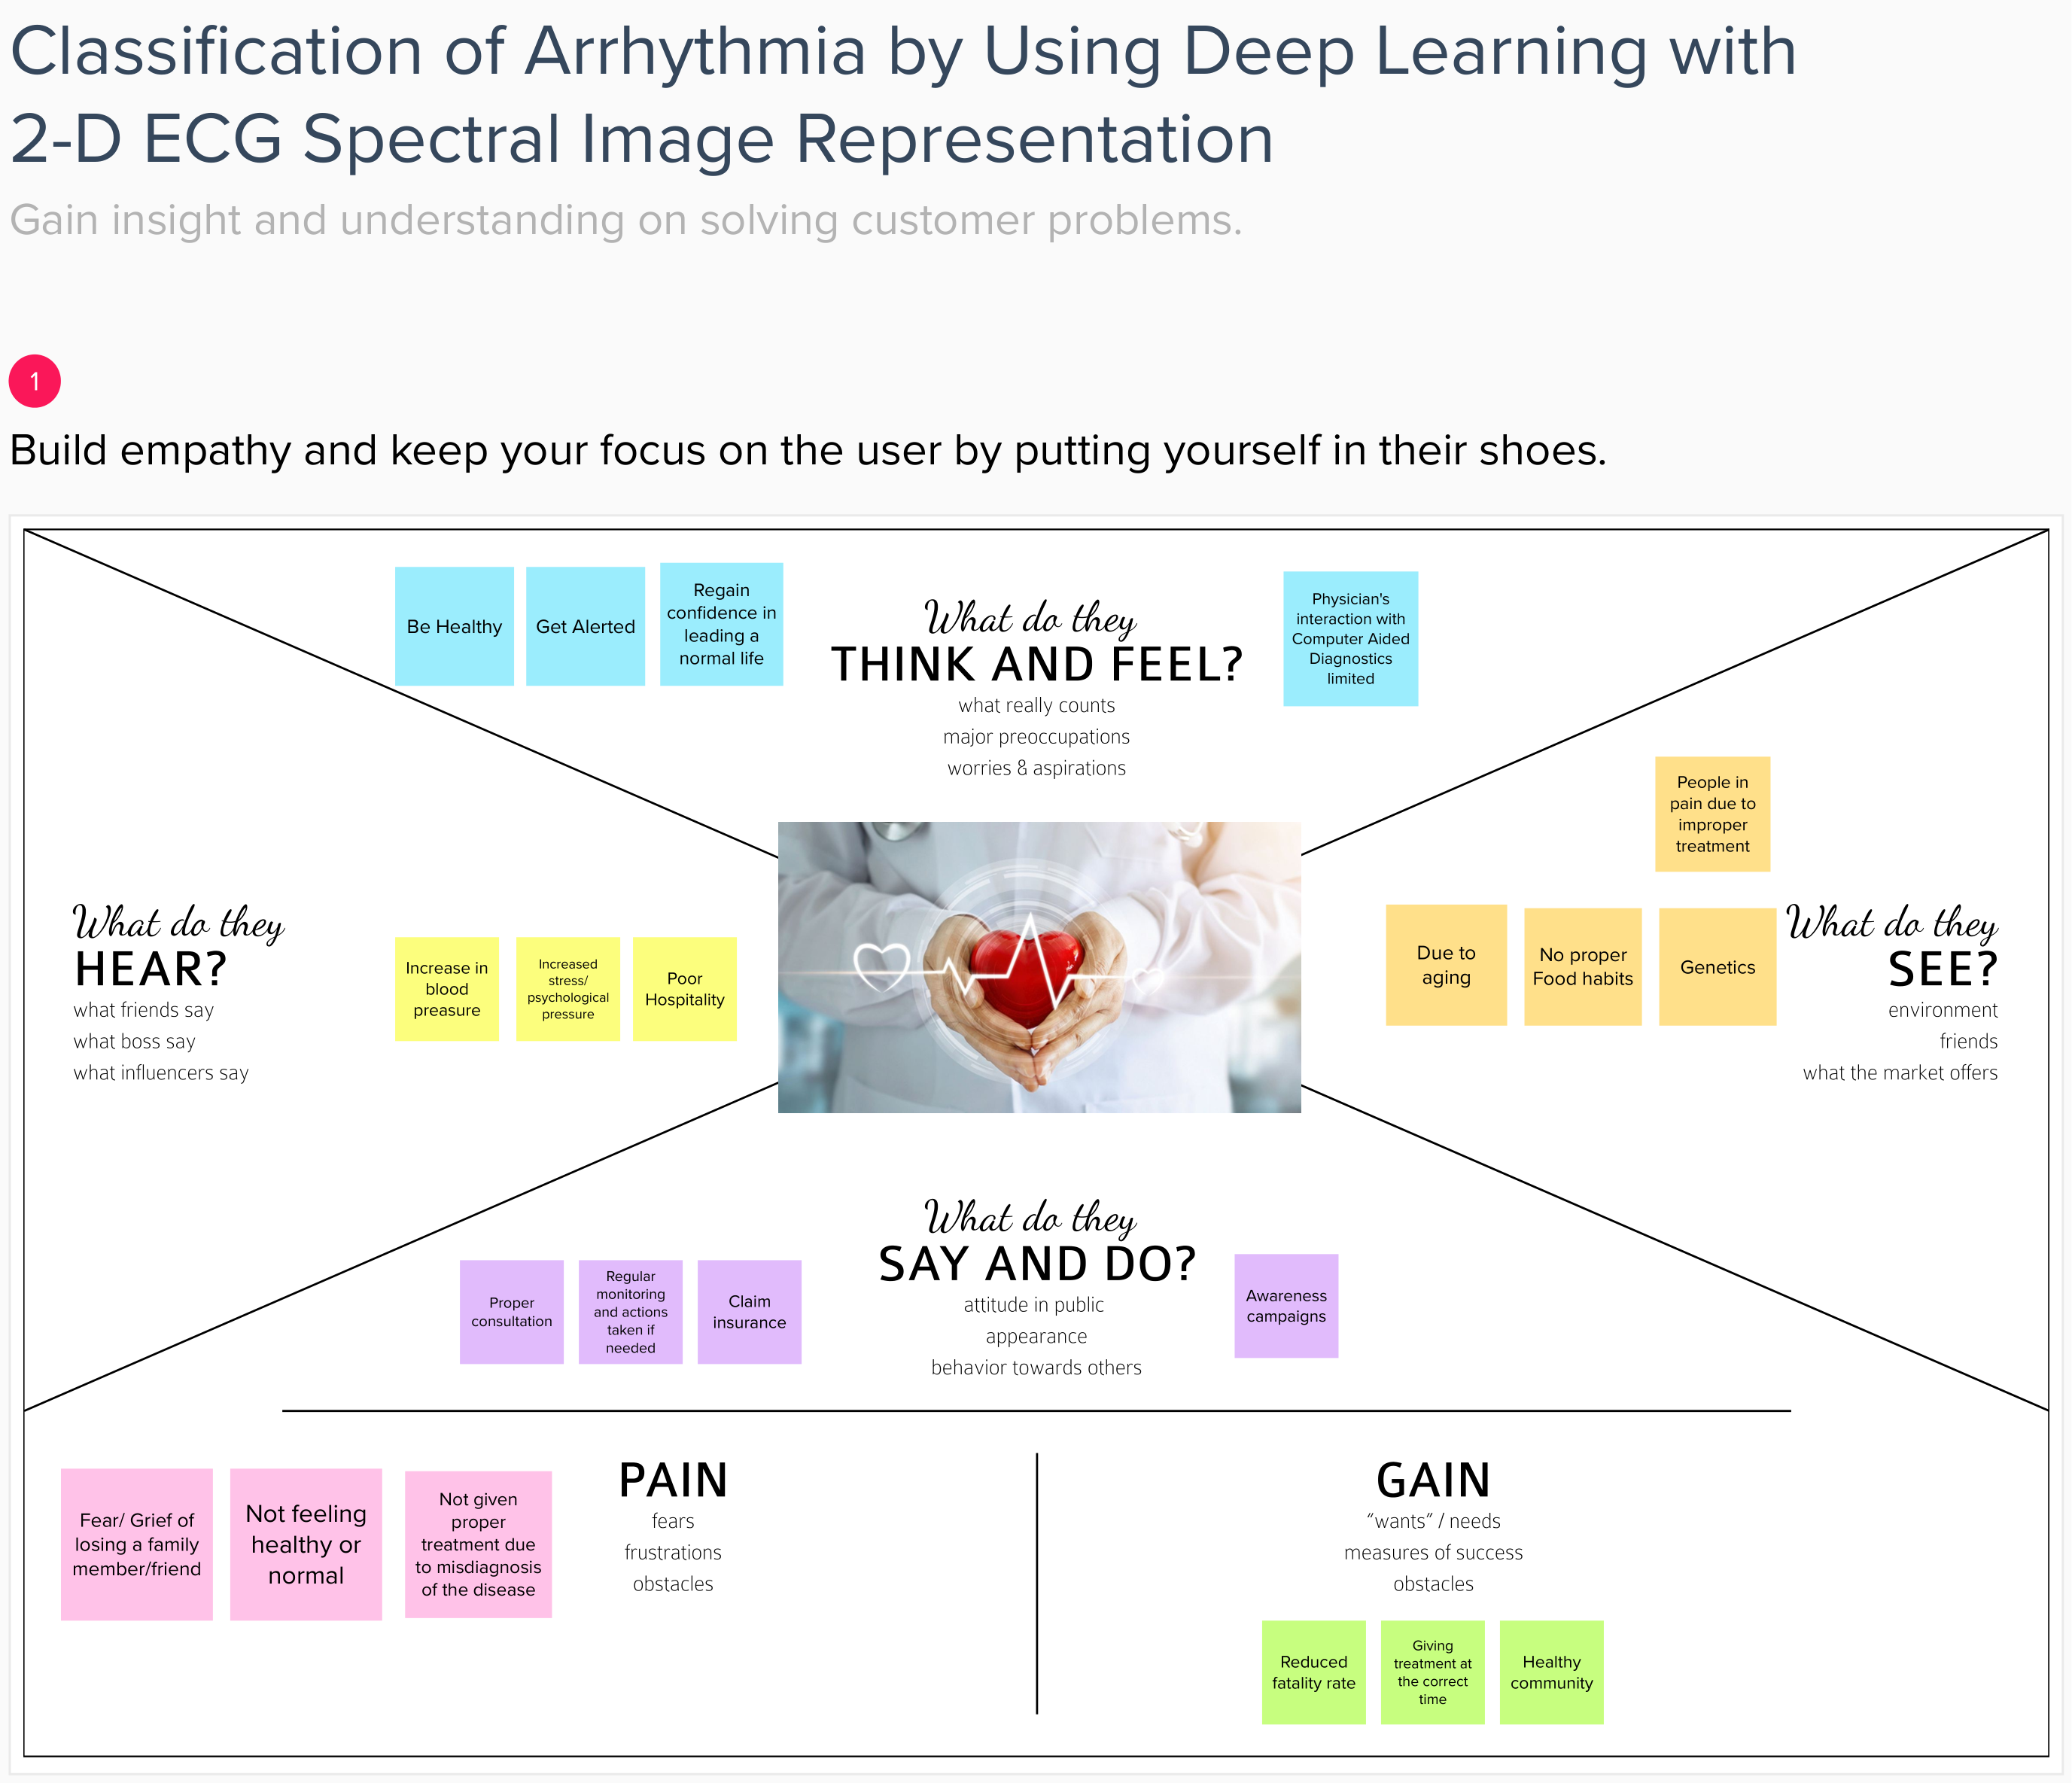 Classification of Arrhythmia by Using Deep Learning with
2-D ECG Spectral Image Representation
Gain insight and understanding on solving customer problems.
1
Build empathy and keep your focus on the user by putting yourself in their shoes.
Be Healthy
Get Alerted
Regain
confidence in
leading a
normal life
What do they
THINK AND FEEL?
what really counts
major preoccupations
worries & aspirations
Physician's
interaction with
Computer Aided
Diagnostics
limited
What do they
HEAR?
what friends say
what boss say
what influencers say
Increase in
blood
preasure
Increased
stress/
psychological
pressure
Poor
Hospitality
People in
pain due to
improper
treatment
Due to
aging
No proper
Food habits
Genetics
What do they
SEE?
environment
friends
what the market offers
Proper
consultation
Regular
monitoring
and actions
taken if
needed
Claim
insurance
What do they
SAY AND DO?
attitude in public
appearance
behavior towards others
Awareness
campaigns
Fear/ Grief of
losing a family
member/friend
Not feeling
healthy or
normal
Not given
proper
treatment due
to misdiagnosis
of the disease
PAIN
fears
frustrations
obstacles
GAIN
“wants” / needs
measures of success
obstacles
Reduced
fatality rate
Giving
treatment at
the correct
time
Healthy
community